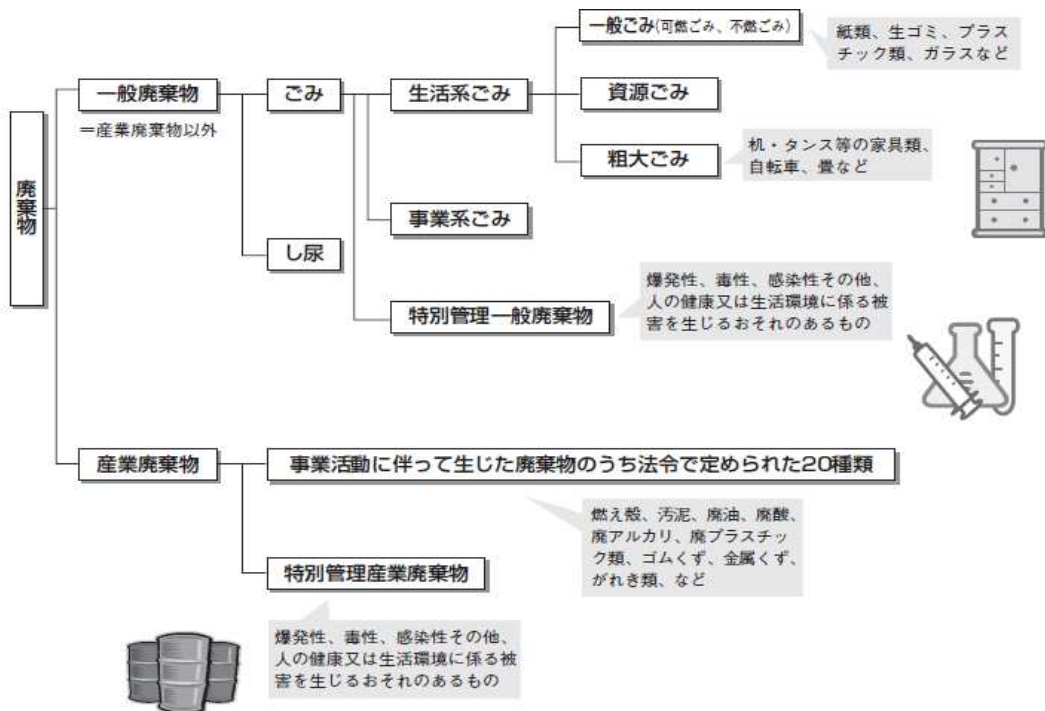 廃棄物
一般廃棄物
＝産業廃棄物以外
ごみ
し尿
生活系ごみ
一般ごみ(可燃ごみ、不燃ごみ)
紙類、生ゴミ、プラス
チック類、ガラスなど
資源ごみ
粗大ごみ
机・タンス等の家具類、
自転車、畳など
事業系ごみ
特別管理一般廃棄物
爆発性、毒性、感染性その他、
人の健康又は生活環境に係る被
害を生じるおそれのあるもの
産業廃棄物
事業活動に伴って生じた廃棄物のうち法令で定められた20種類
燃え殻、汚泥、廃油、廃酸、
廃アルカリ、廃プラスチッ
ク類、ゴムくず、金属くず、
がれき類、など
特別管理産業廃棄物
爆発性、毒性、感染性その他、
人の健康又は生活環境に係る被
害を生じるおそれのあるもの